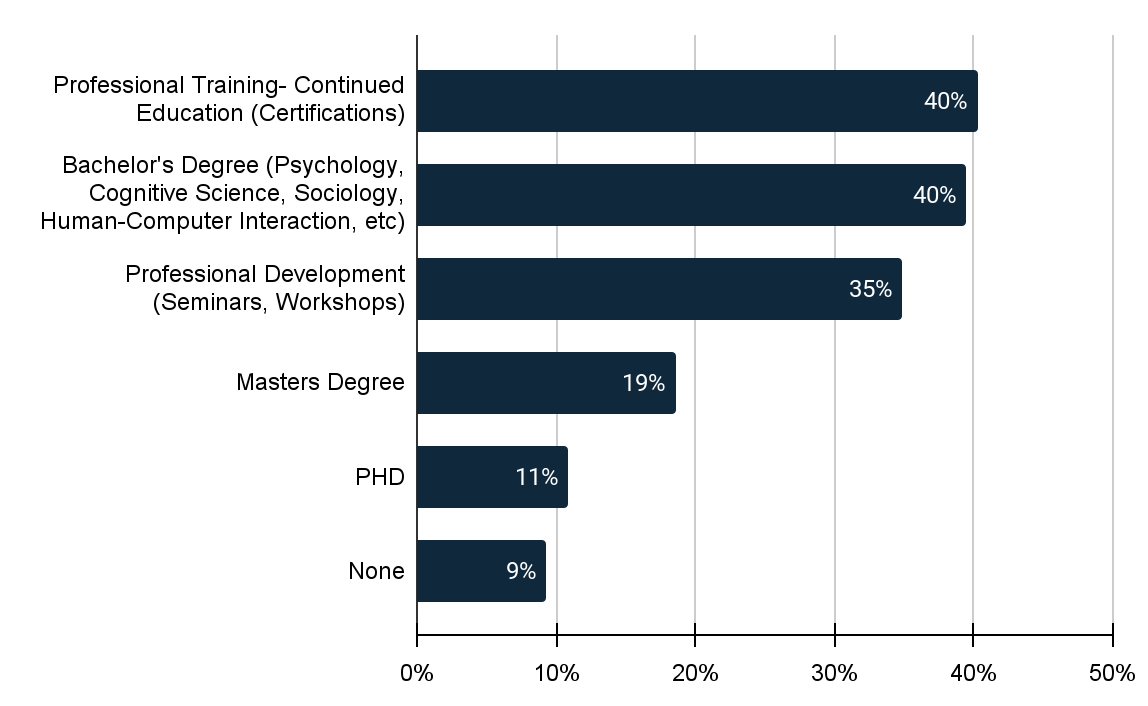 Professional Training- Continued
Education (Certifications)
40%
Bachelor's Degree (Psychology,
Cognitive Science, Sociology,
Human-Computer Interaction, etc)
40%
Professional Development
(Seminars, Workshops)
35%
Masters Degree
19%
PHD
11%
None
9%
0%
10%
20%
30%
40%
50%